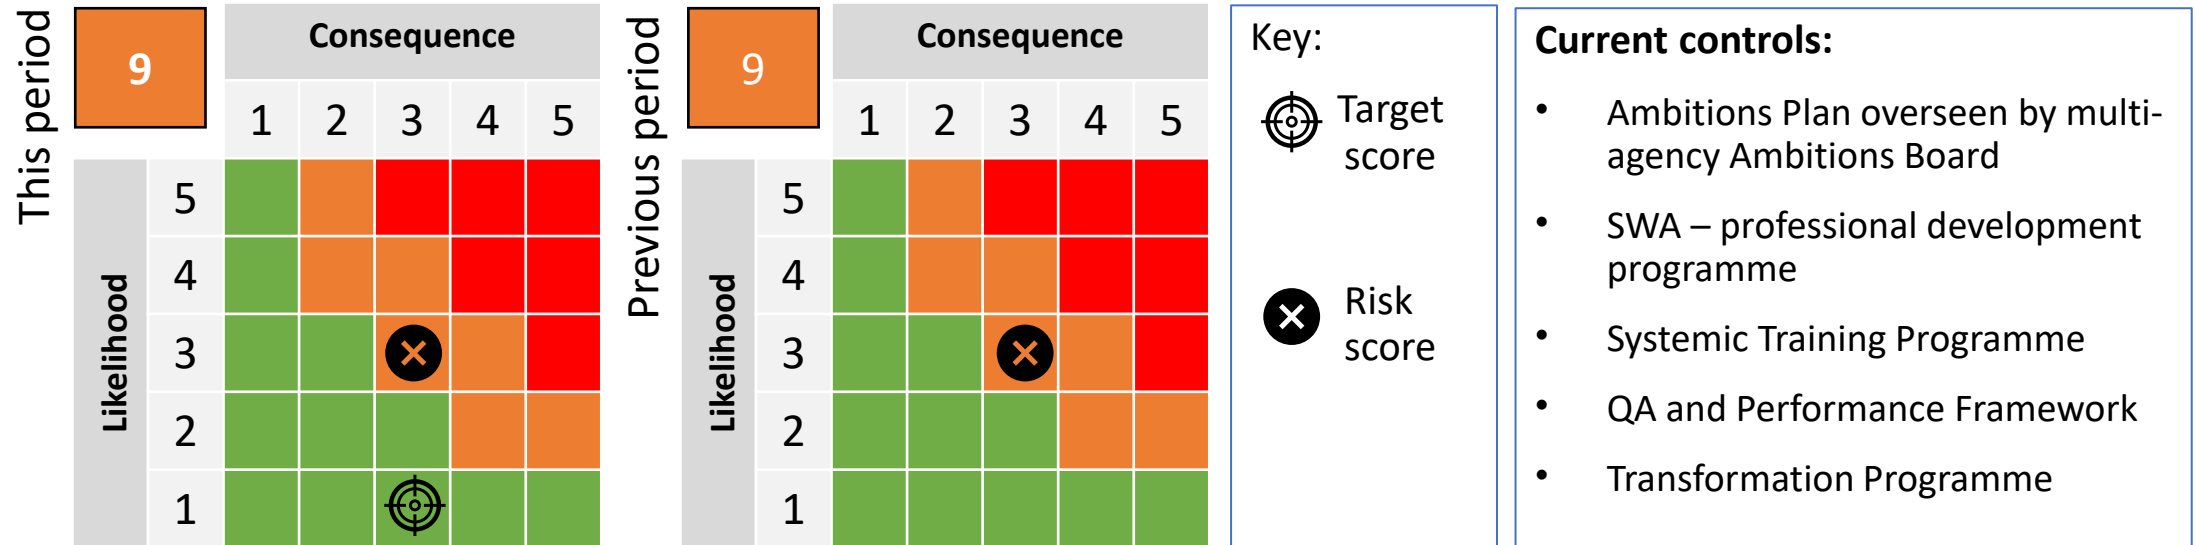 This period
9
Consequence
1 2 3 4 5
Likelihood
5
4
3
2
1
Previous period
9
Consequence
1 2 3 4 5
Likelihood
5
4
3
2
1
Key:
Target
score
Risk
score
Current controls:
• Ambitions Plan overseen by multi-
agency Ambitions Board
• SWA – professional development
programme
• Systemic Training Programme
• QA and Performance Framework
• Transformation Programme